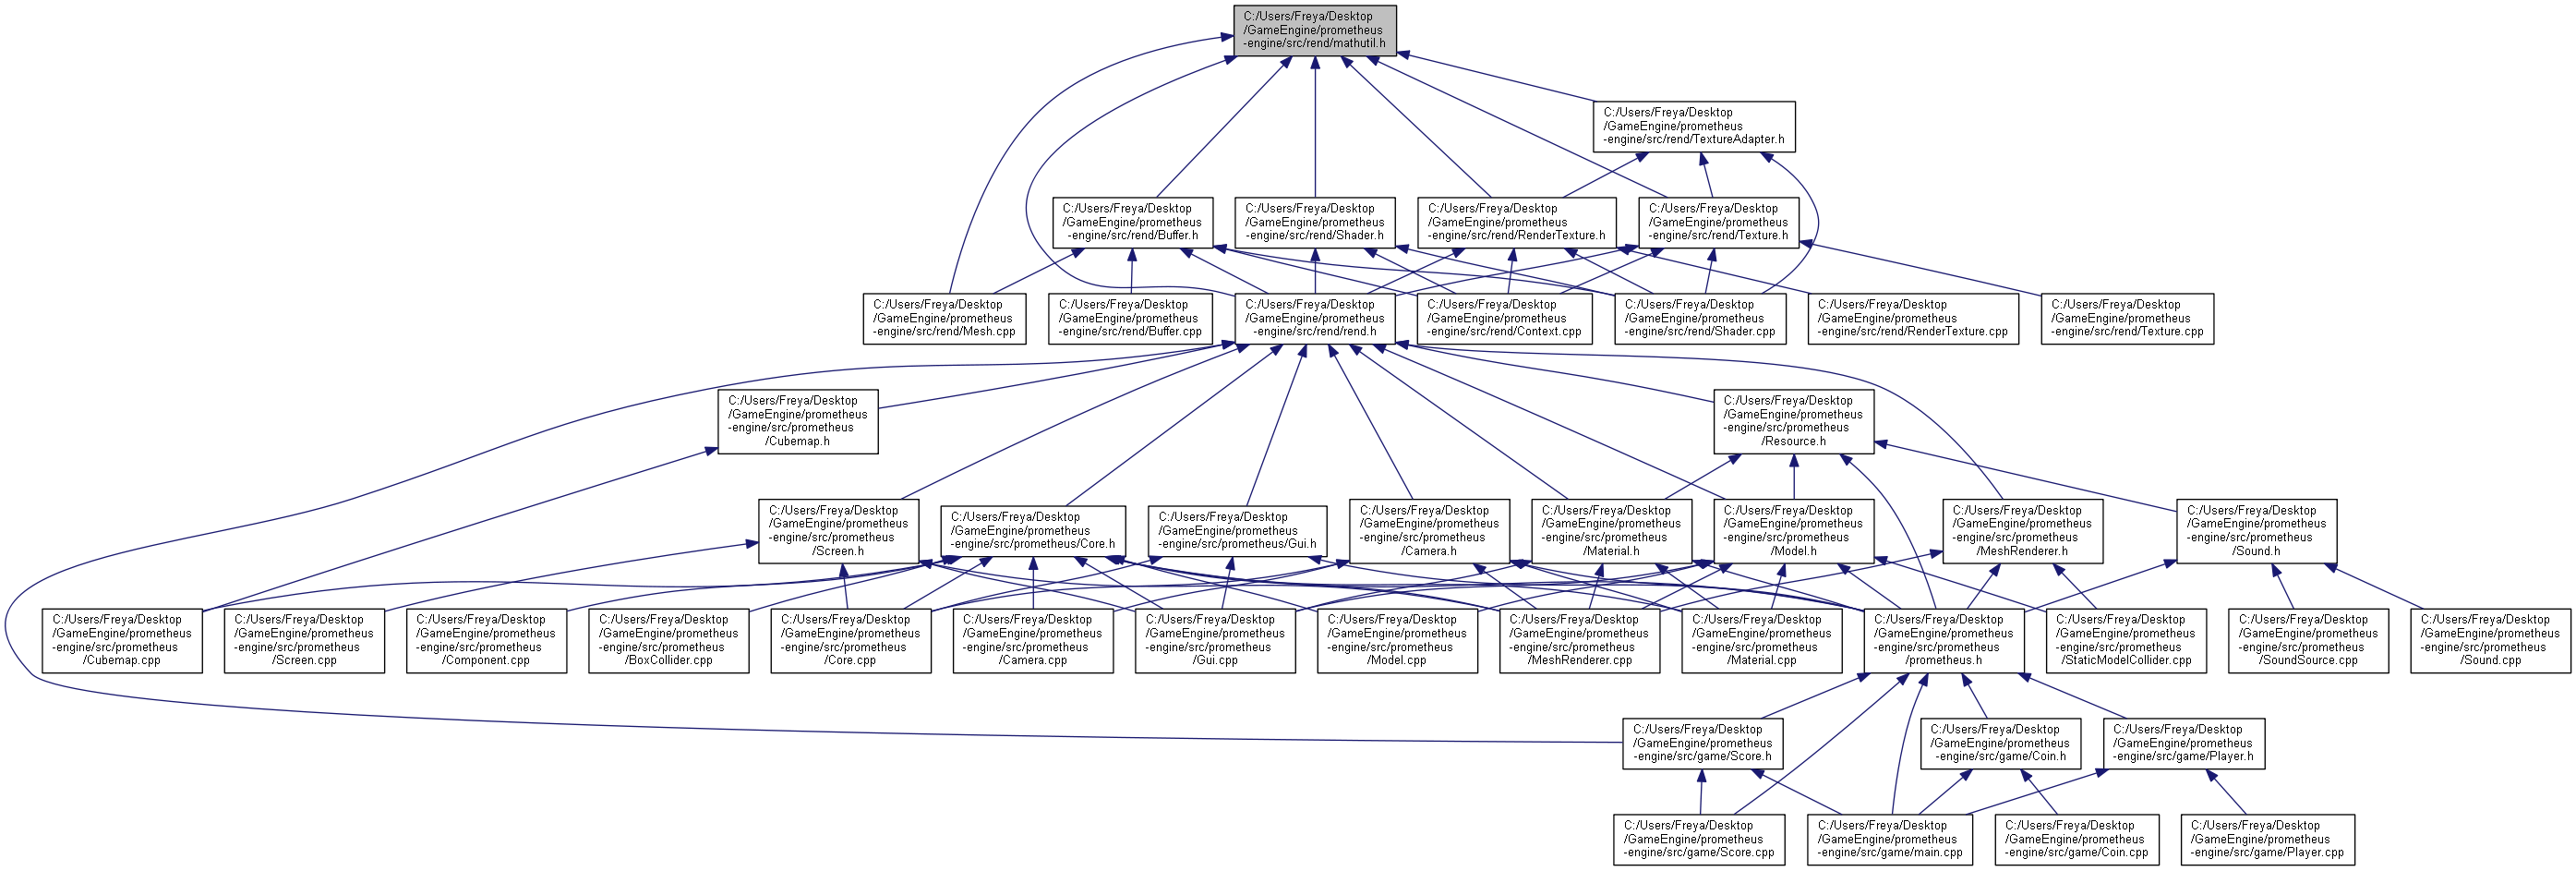 C:/Users/Freya/Desktop
/GameEngine/prometheus
-engine/src/rend/mathutil.h
C:/Users/Freya/Desktop
/GameEngine/prometheus
-engine/src/rend/TextureAdapter.h
C:/Users/Freya/Desktop
/GameEngine/prometheus
-engine/src/rend/Buffer.h
C:/Users/Freya/Desktop
/GameEngine/prometheus
-engine/src/rend/Shader.h
C:/Users/Freya/Desktop
/GameEngine/prometheus
-engine/src/rend/RenderTexture.h
C:/Users/Freya/Desktop
/GameEngine/prometheus
-engine/src/rend/Texture.h
C:/Users/Freya/Desktop
/GameEngine/prometheus
-engine/src/rend/Mesh.cpp
C:/Users/Freya/Desktop
/GameEngine/prometheus
-engine/src/rend/Buffer.cpp
C:/Users/Freya/Desktop
/GameEngine/prometheus
-engine/src/rend/rend.h
C:/Users/Freya/Desktop
/GameEngine/prometheus
-engine/src/rend/Context.cpp
C:/Users/Freya/Desktop
/GameEngine/prometheus
-engine/src/rend/Shader.cpp
C:/Users/Freya/Desktop
/GameEngine/prometheus
-engine/src/rend/RenderTexture.cpp
C:/Users/Freya/Desktop
/GameEngine/prometheus
-engine/src/rend/Texture.cpp
C:/Users/Freya/Desktop
/GameEngine/prometheus
-engine/src/prometheus
/Cubemap.h
C:/Users/Freya/Desktop
/GameEngine/prometheus
-engine/src/prometheus
/Resource.h
C:/Users/Freya/Desktop
/GameEngine/prometheus
-engine/src/prometheus
/Screen.h
C:/Users/Freya/Desktop
/GameEngine/prometheus
-engine/src/prometheus/Core.h
C:/Users/Freya/Desktop
/GameEngine/prometheus
-engine/src/prometheus/Gui.h
C:/Users/Freya/Desktop
/GameEngine/prometheus
-engine/src/prometheus
/Camera.h
C:/Users/Freya/Desktop
/GameEngine/prometheus
-engine/src/prometheus
/Material.h
C:/Users/Freya/Desktop
/GameEngine/prometheus
-engine/src/prometheus
/Model.h
C:/Users/Freya/Desktop
/GameEngine/prometheus
-engine/src/prometheus
/MeshRenderer.h
C:/Users/Freya/Desktop
/GameEngine/prometheus
-engine/src/prometheus
/Sound.h
C:/Users/Freya/Desktop
/GameEngine/prometheus
-engine/src/prometheus
/Cubemap.cpp
C:/Users/Freya/Desktop
/GameEngine/prometheus
-engine/src/prometheus
/Screen.cpp
C:/Users/Freya/Desktop
/GameEngine/prometheus
-engine/src/prometheus
/Component.cpp
C:/Users/Freya/Desktop
/GameEngine/prometheus
-engine/src/prometheus
/BoxCollider.cpp
C:/Users/Freya/Desktop
/GameEngine/prometheus
-engine/src/prometheus
/Core.cpp
C:/Users/Freya/Desktop
/GameEngine/prometheus
-engine/src/prometheus
/Camera.cpp
C:/Users/Freya/Desktop
/GameEngine/prometheus
-engine/src/prometheus
/Gui.cpp
C:/Users/Freya/Desktop
/GameEngine/prometheus
-engine/src/prometheus
/Model.cpp
C:/Users/Freya/Desktop
/GameEngine/prometheus
-engine/src/prometheus
/MeshRenderer.cpp
C:/Users/Freya/Desktop
/GameEngine/prometheus
-engine/src/prometheus
/Material.cpp
C:/Users/Freya/Desktop
/GameEngine/prometheus
-engine/src/prometheus
/prometheus.h
C:/Users/Freya/Desktop
/GameEngine/prometheus
-engine/src/prometheus
/StaticModelCollider.cpp
C:/Users/Freya/Desktop
/GameEngine/prometheus
-engine/src/prometheus
/SoundSource.cpp
C:/Users/Freya/Desktop
/GameEngine/prometheus
-engine/src/prometheus
/Sound.cpp
C:/Users/Freya/Desktop
/GameEngine/prometheus
-engine/src/game/Score.h
C:/Users/Freya/Desktop
/GameEngine/prometheus
-engine/src/game/Coin.h
C:/Users/Freya/Desktop
/GameEngine/prometheus
-engine/src/game/Player.h
C:/Users/Freya/Desktop
/GameEngine/prometheus
-engine/src/game/Score.cpp
C:/Users/Freya/Desktop
/GameEngine/prometheus
-engine/src/game/main.cpp
C:/Users/Freya/Desktop
/GameEngine/prometheus
-engine/src/game/Coin.cpp
C:/Users/Freya/Desktop
/GameEngine/prometheus
-engine/src/game/Player.cpp